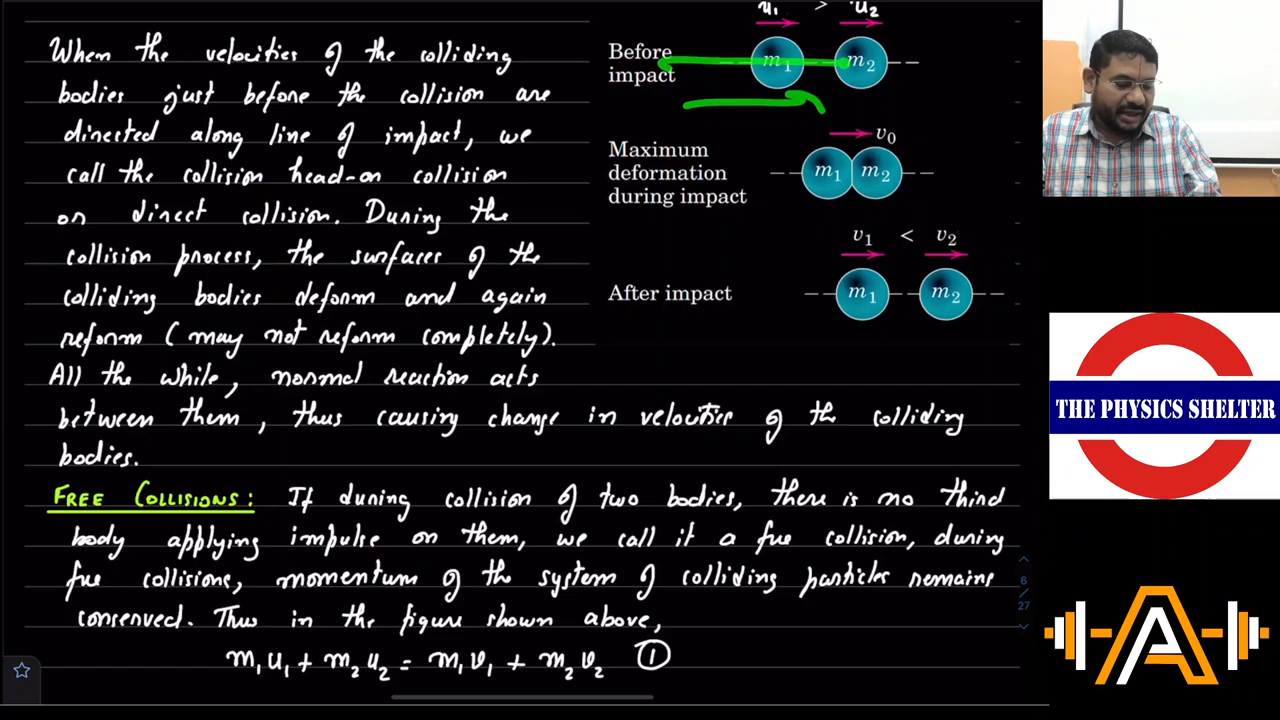 When the velocities of the colliding
bodies just before the collision are
directed along line of impact, we
call the collision head-on collision
or direct collision. During the
collision process, the surfaces of the
colliding bodies deform and again
reform (may not reform completely).
All the while, normal reaction acts
between them, thus causing change in velocities of the colliding
bodies.
FREE COLLISIONS: If during collision of two bodies, there is no third
body applying impulse on them, we call it a free collision, during
free collisions, momentum of the system of colliding particles remains
conserved. Thus in the figure shown above,
m₁u₁ + m₂u₂ = m₁v₁ + m₂v₂ ①
u₁ > u₂
Before
impact
m₁ m₂
v₀
Maximum
deformation
during impact
m₁ m₂
v₁ < v₂
After impact
m₁ m₂
6
/
27
THE PHYSICS SHELTER
A